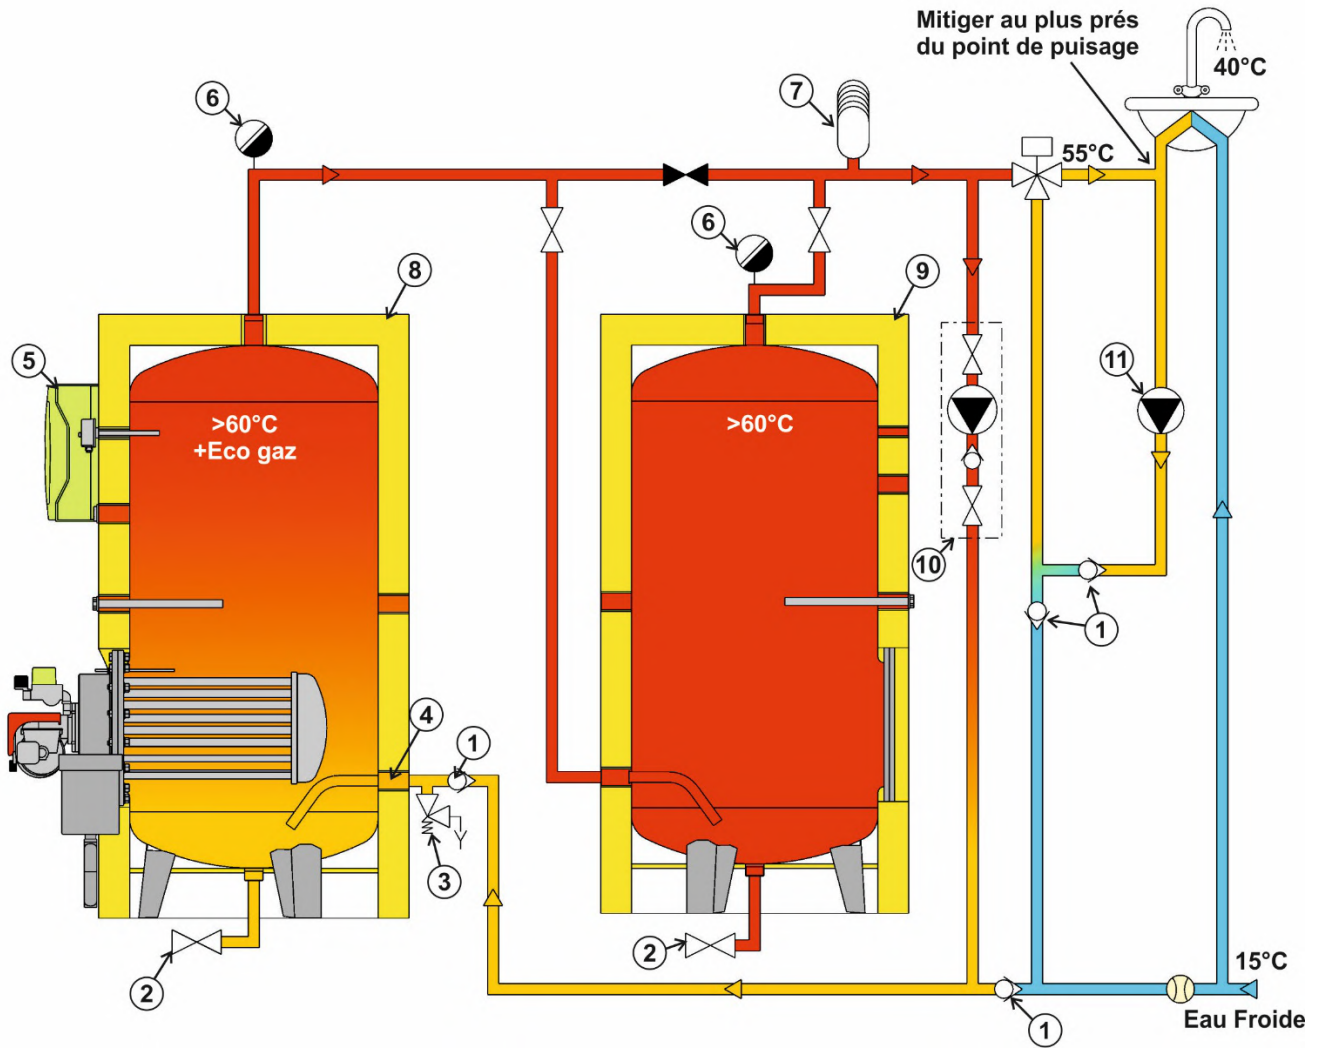 Mitiger au plus prés
du point de puisage
40°C
6
7
55°C
6
8
9
5
11
>60°C
+Eco gaz
>60°C
10
1
4
1
3
2
2
15°C
Eau Froide
1